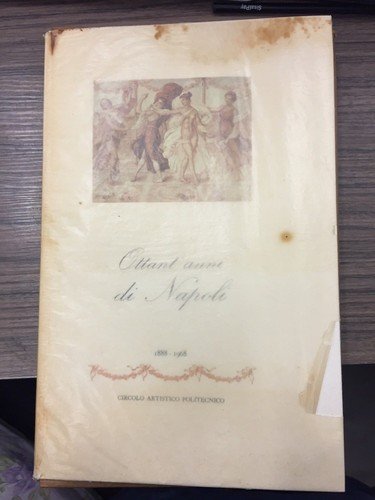 Ottant'anni
di Napoli
1888 - 1968
CIRCOLO ARTISTICO POLITECNICO